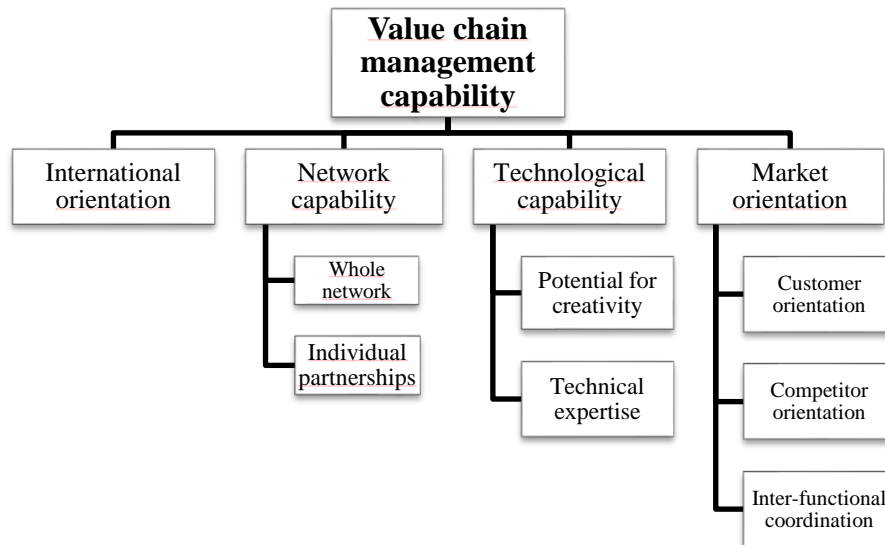 Value chain
management
capability
International
orientation
Network
capability
Technological
capability
Market
orientation
Whole
network
Individual
partnerships
Potential for
creativity
Technical
expertise
Customer
orientation
Competitor
orientation
Inter-functional
coordination